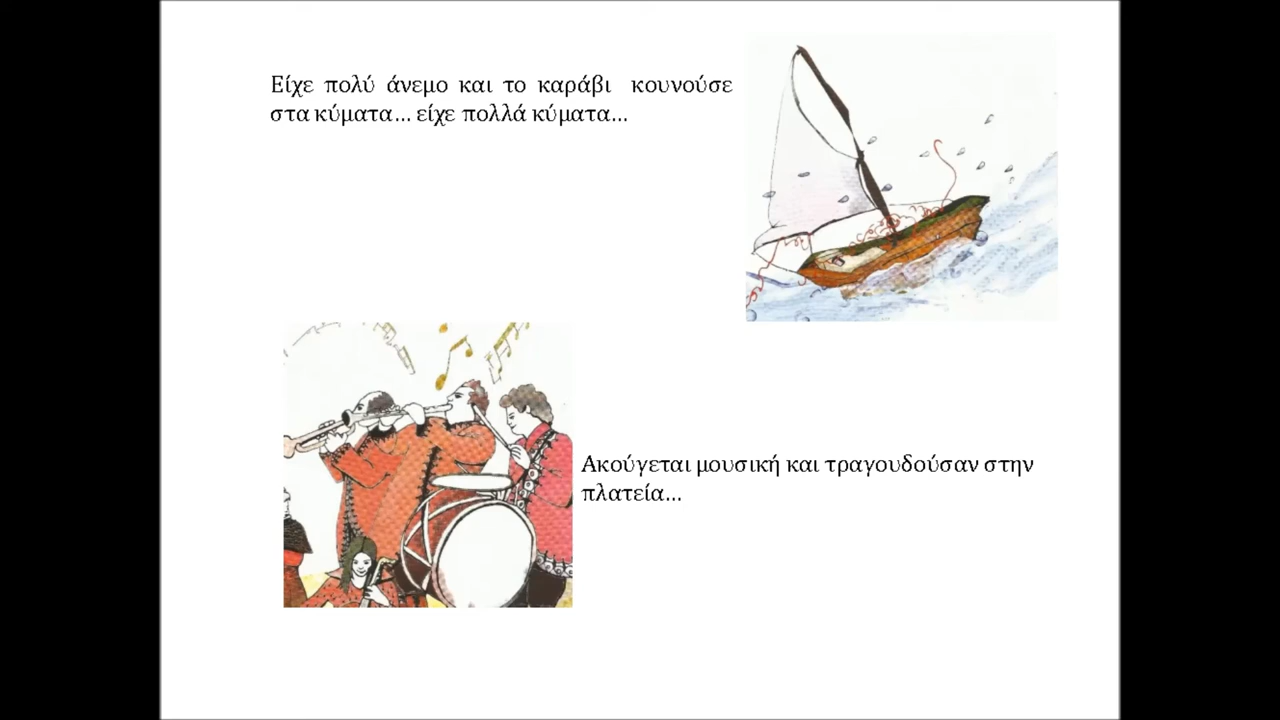 Είχε πολύ άνεμο και το καράβι κουνούσε
στα κύματα... είχε πολλά κύματα...
Ακούγεται μουσική και τραγουδούσαν στην
πλατεία...